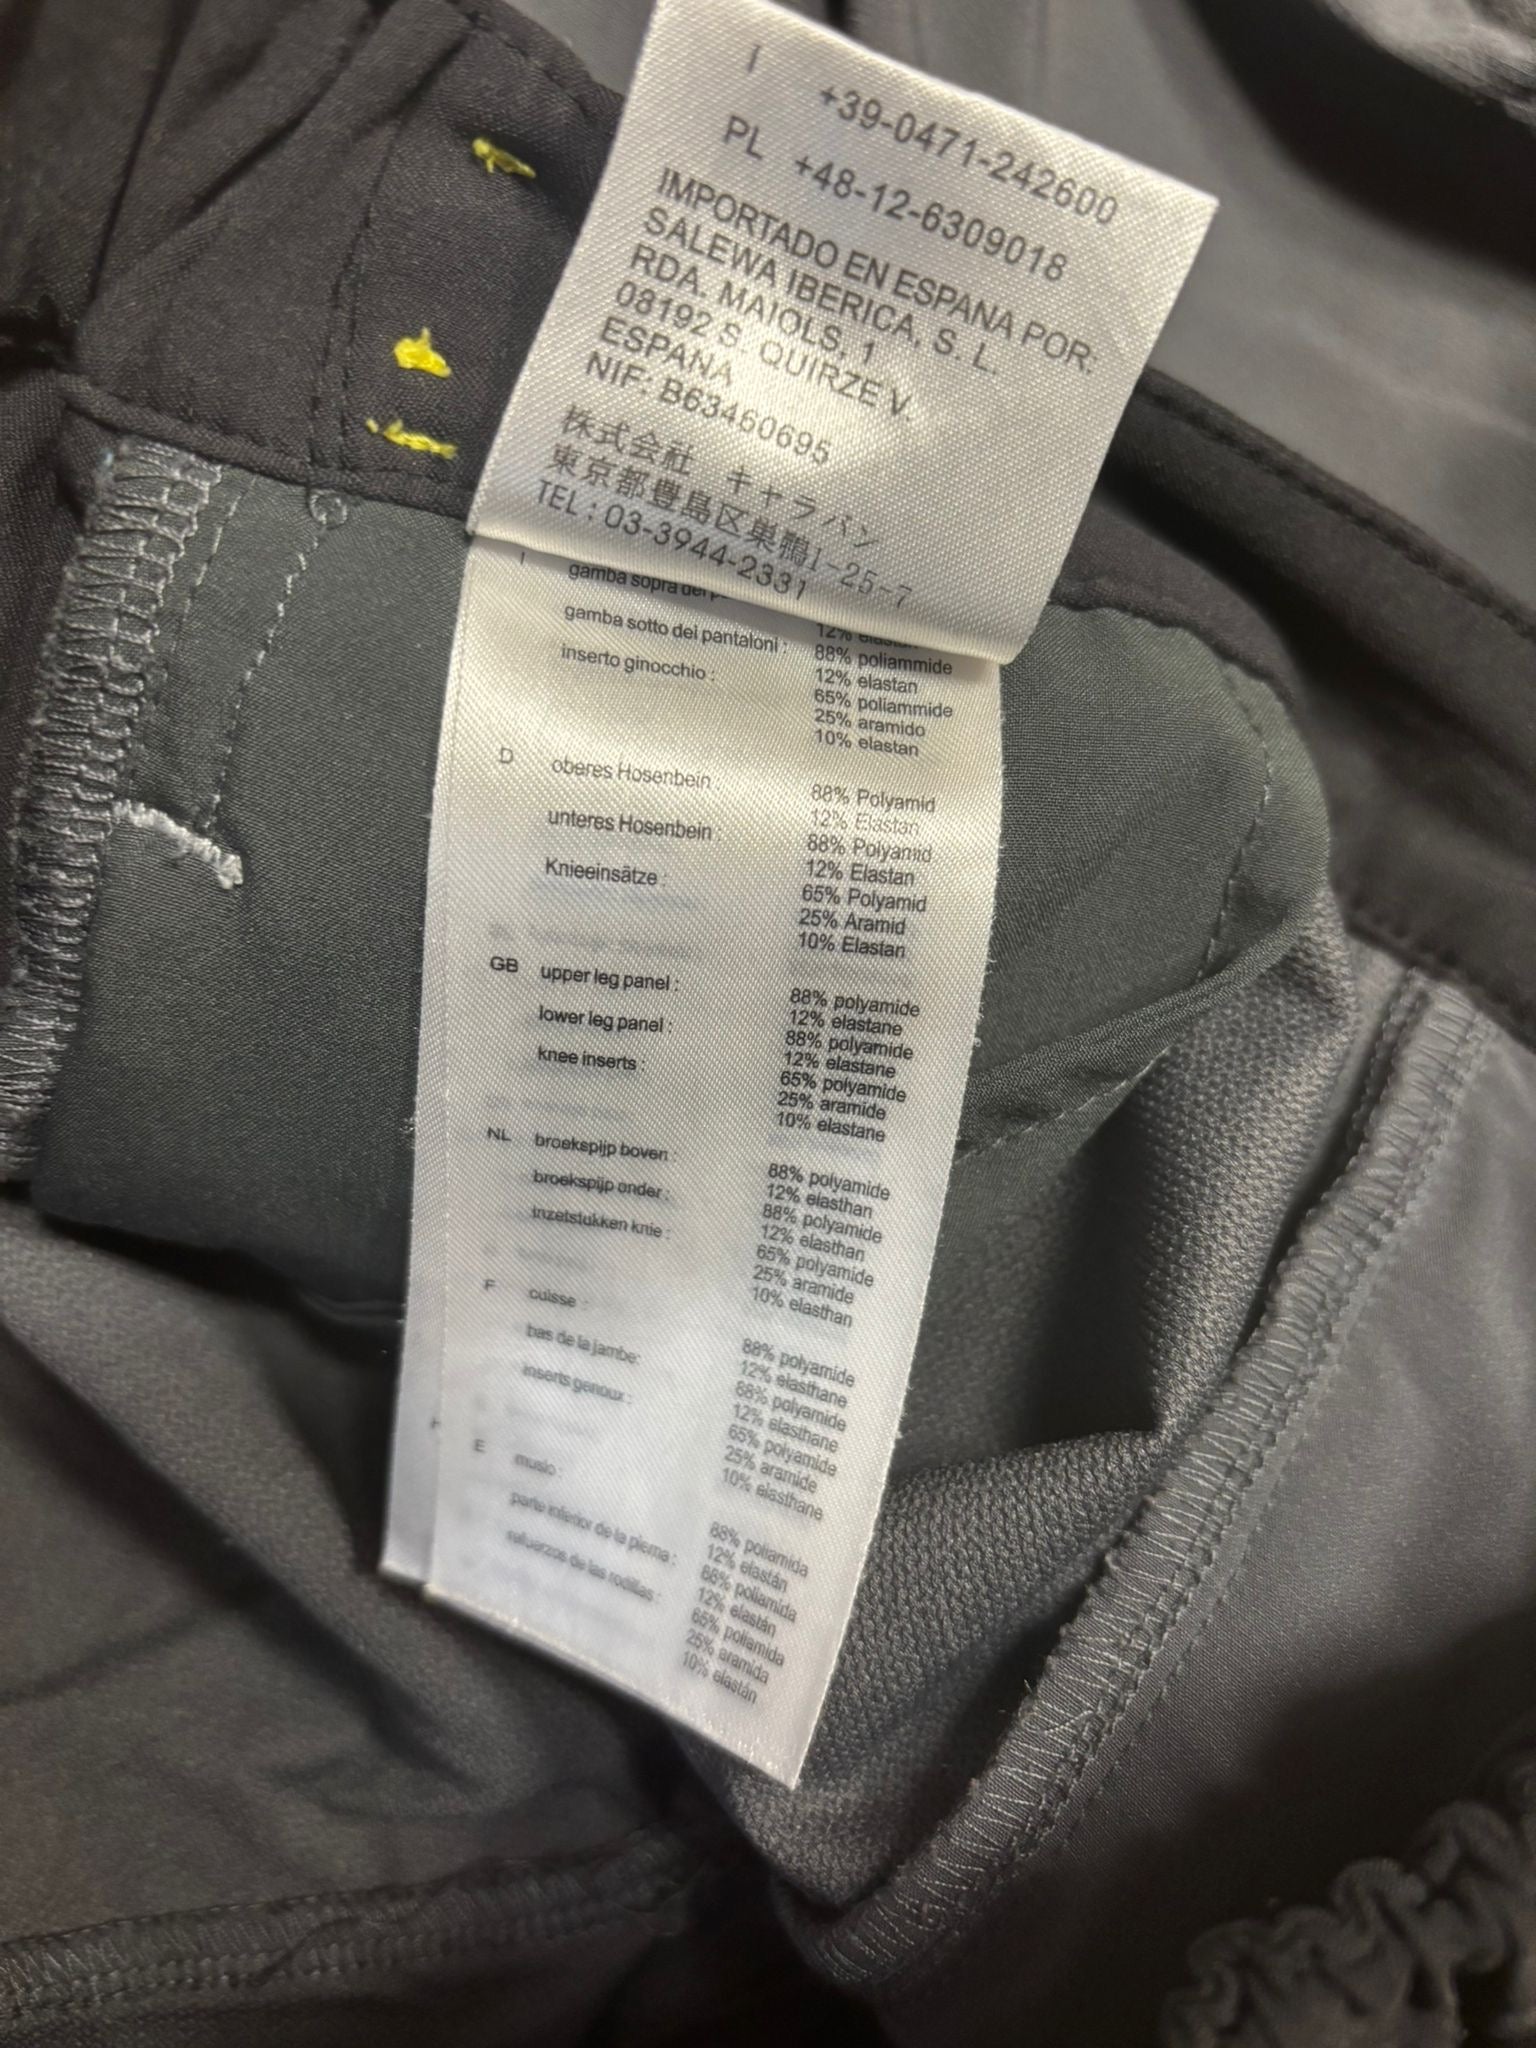 I +39-0471-242600
PL +48-12-6309018
IMPORTADO EN ESPANA POR:
SALEWA IBERICA, S. L.
RDA. MAIOLS, 1
08192 S. QUIRZE V.
ESPANA
NIF: B63460695
株式会社 キャラバン
東京都豊島区巣鴨1-25-7
TEL : 03-3944-2331
I gamba sopra dei
12% elastan
gamba sotto dei pantaloni : 88% poliammide
12% elastan
inserto ginocchio : 65% poliammide
25% aramido
10% elastan
D oberes Hosenbein : 88% Polyamid
12% Elastan
unteres Hosenbein : 88% Polyamid
12% Elastan
Knieeinsätze : 65% Polyamid
25% Aramid
10% Elastan
GB upper leg panel : 88% polyamide
12% elastane
lower leg panel : 88% polyamide
12% elastane
knee inserts : 65% polyamide
25% aramide
10% elastane
NL broekspijp boven : 88% polyamide
12% elasthan
broekspijp onder : 88% polyamide
12% elasthan
inzetstukken knie : 65% polyamide
25% aramide
10% elasthan
F cuisse : 88% polyamide
12% elasthane
bas de la jambe: 88% polyamide
12% elasthane
inserts genoux : 65% polyamide
25% aramide
10% elasthane
E muslo : 88% poliamida
12% elastán
parte inferior de la pierna : 88% poliamida
12% elastán
refuerzos de las rodillas : 65% poliamida
25% aramida
10% elastán